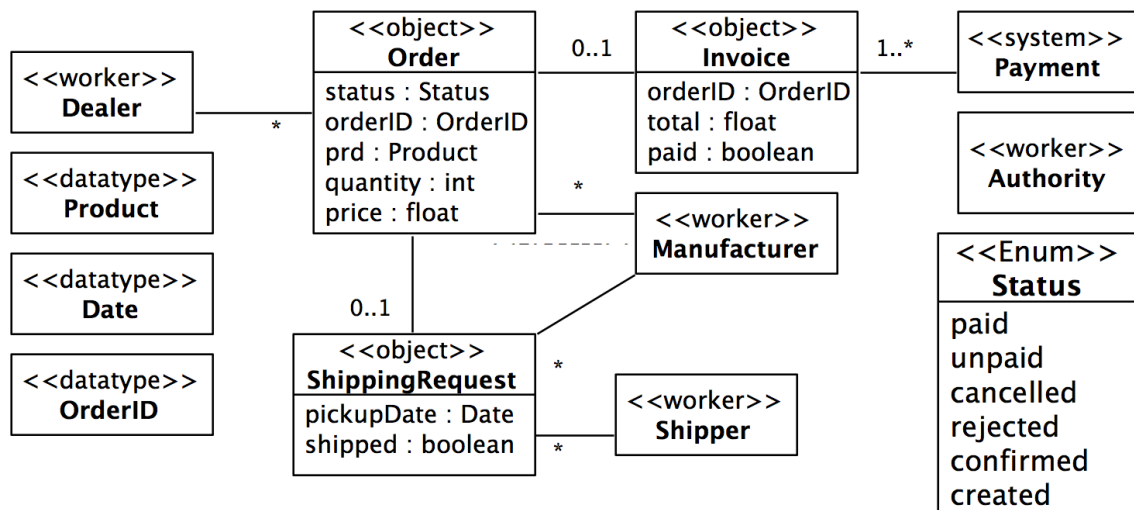 <<worker>>
Dealer
*
<<datatype>>
Product
<<datatype>>
Date
<<datatype>>
OrderID
<<object>>
Order
status : Status
orderID : OrderID
prd : Product
quantity : int
price : float
0..1
<<object>>
Invoice
orderID : OrderID
total : float
paid : boolean
1..*
<<system>>
Payment
<<worker>>
Authority
*
<<worker>>
Manufacturer
0..1
<<object>>
ShippingRequest
pickupDate : Date
shipped : boolean
*
*
<<worker>>
Shipper
<<Enum>>
Status
paid
unpaid
cancelled
rejected
confirmed
created